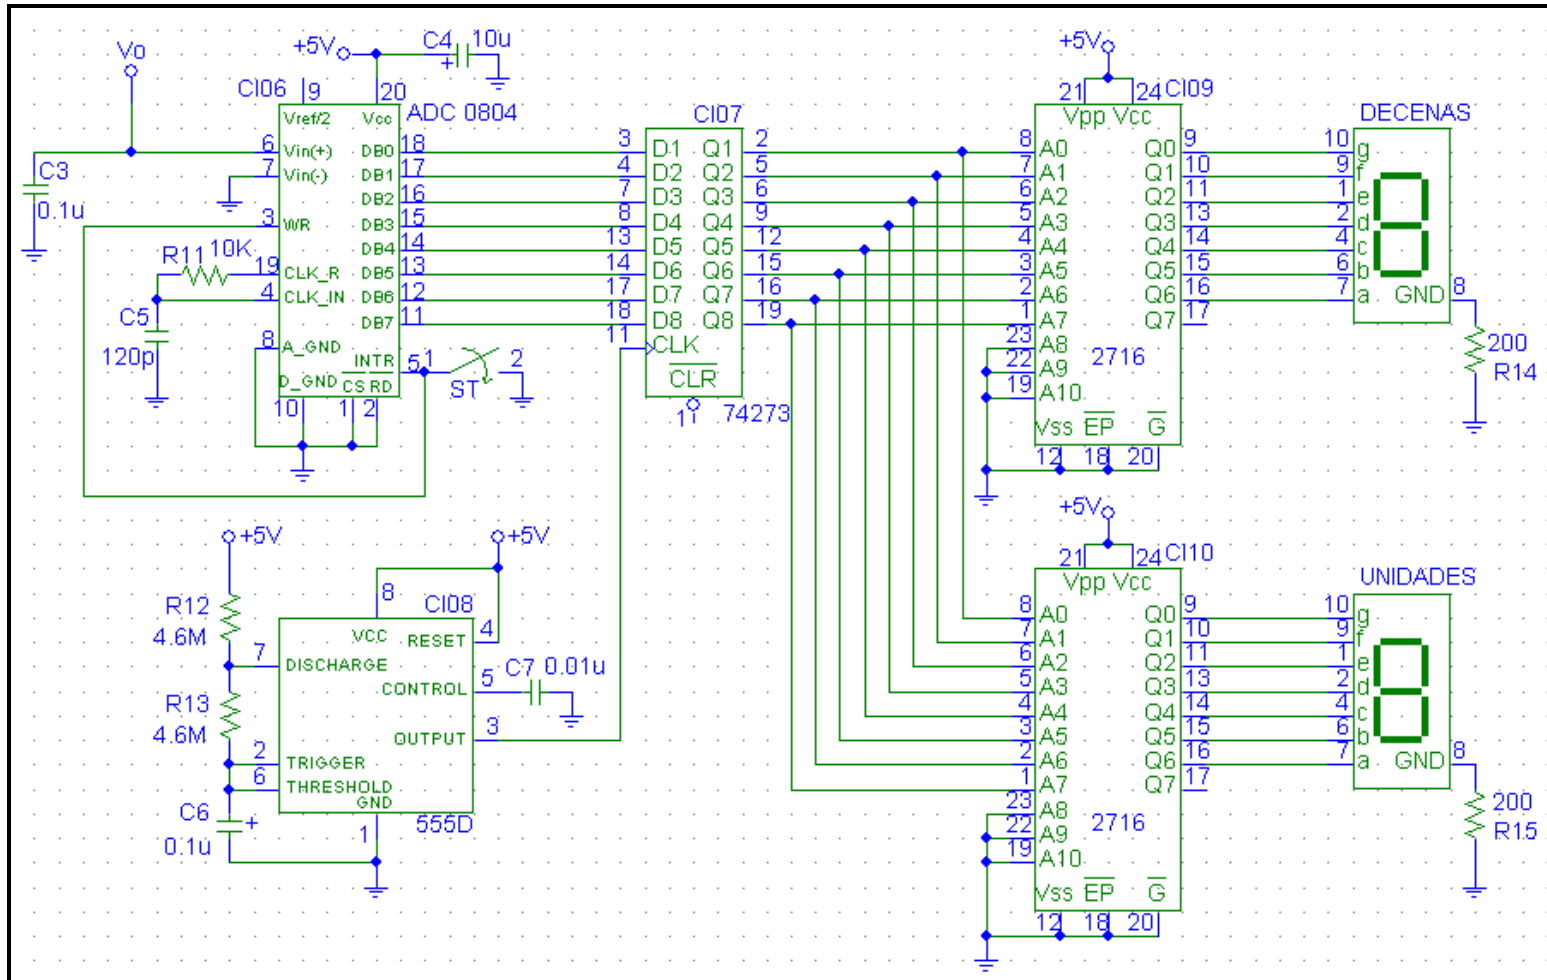 Vo
+5V
C4
10u
CI06
9
20
ADC 0804
Vref/2
Vcc
C3
0.1u
6
Vin(+)
7
Vin(-)
3
WR
R11
10K
19
CLK_R
4
CLK_IN
C5
120p
8
A_GND
D_GND
INTR
CS
RD
10
1
2
DB0
18
DB1
17
DB2
16
DB3
15
DB4
14
DB5
13
DB6
12
DB7
11
5
1
2
ST
CI07
3
D1
Q1
2
4
D2
Q2
5
7
D3
Q3
6
8
D4
Q4
9
13
D5
Q5
12
14
D6
Q6
15
17
D7
Q7
16
18
D8
Q8
19
11
CLK
CLR
1
74273
+5V
21
24
CI09
Vpp
Vcc
8
A0
Q0
9
7
A1
Q1
10
6
A2
Q2
11
5
A3
Q3
13
4
A4
Q4
14
3
A5
Q5
15
2
A6
Q6
16
1
A7
Q7
17
23
A8
22
A9
19
A10
2716
Vss
EP
G
12
18
20
DECENAS
10
g
9
f
1
e
2
d
4
c
6
b
7
a
GND
8
200
R14
+5V
R12
4.6M
R13
4.6M
C6
+
0.1u
+5V
8
CI08
VCC
RESET
4
7
DISCHARGE
CONTROL
5
C7
0.01u
OUTPUT
3
2
TRIGGER
6
THRESHOLD
GND
1
555D
+5V
21
24
CI10
Vpp
Vcc
8
A0
Q0
9
7
A1
Q1
10
6
A2
Q2
11
5
A3
Q3
13
4
A4
Q4
14
3
A5
Q5
15
2
A6
Q6
16
1
A7
Q7
17
23
A8
22
A9
19
A10
2716
Vss
EP
G
12
18
20
UNIDADES
10
g
9
f
1
e
2
d
4
c
6
b
7
a
GND
8
200
R15